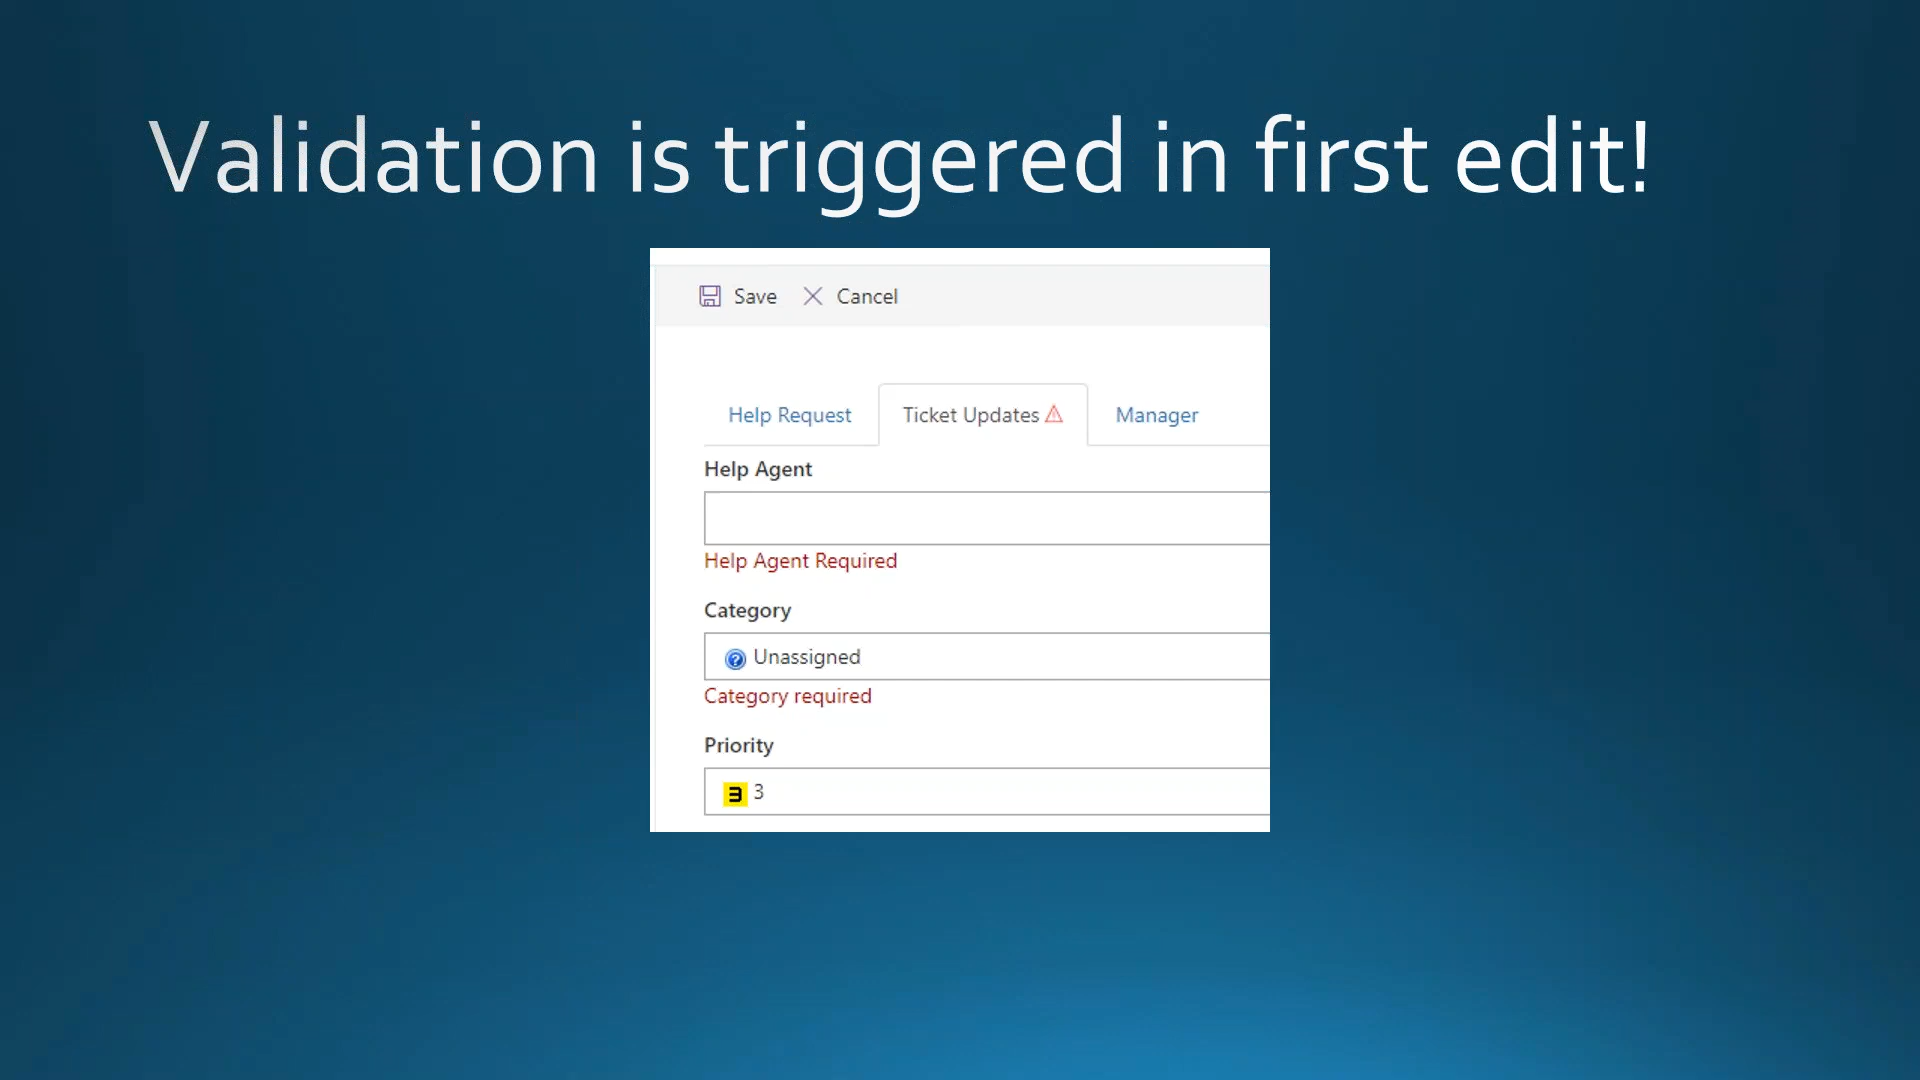 Validation is triggered in first edit!
Save Cancel
Help Request Ticket Updates Manager
Help Agent
Help Agent Required
Category
? Unassigned
Category required
Priority
3 3